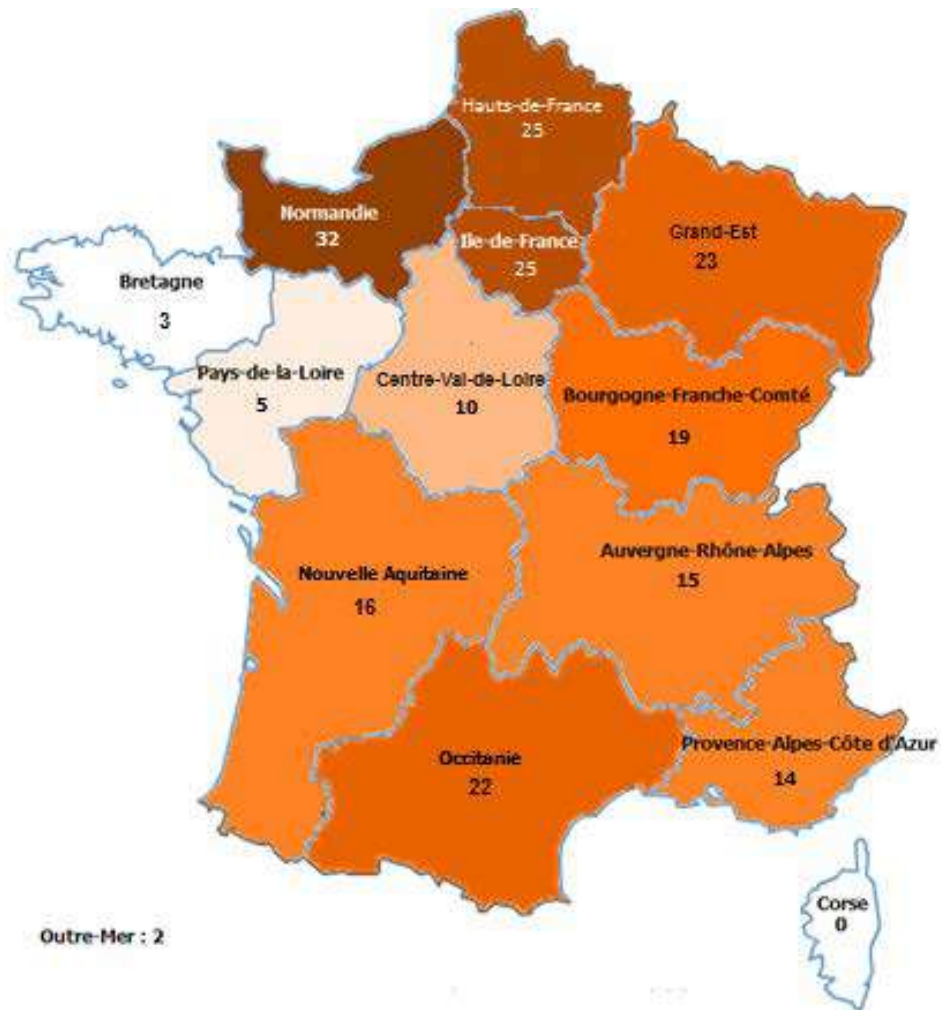 Hauts-de-France
25
Normandie
32
Ile-de-France
25
Grand-Est
23
Bretagne
3
Pays-de-la-Loire
5
Centre-Val-de-Loire
10
Bourgogne-Franche-Comté
19
Auvergne-Rhône-Alpes
15
Nouvelle Aquitaine
16
Provence-Alpes-Côte d'Azur
14
Occitanie
22
Corse
0
Outre-Mer : 2